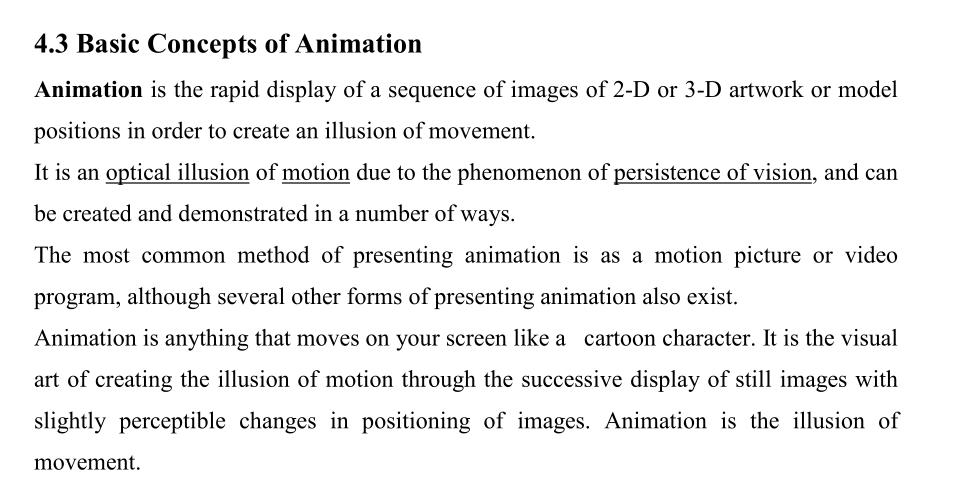 4.3 Basic Concepts of Animation
Animation is the rapid display of a sequence of images of 2-D or 3-D artwork or model
positions in order to create an illusion of movement.
It is an optical illusion of motion due to the phenomenon of persistence of vision, and can
be created and demonstrated in a number of ways.
The most common method of presenting animation is as a motion picture or video
program, although several other forms of presenting animation also exist.
Animation is anything that moves on your screen like a cartoon character. It is the visual
art of creating the illusion of motion through the successive display of still images with
slightly perceptible changes in positioning of images. Animation is the illusion of
movement.